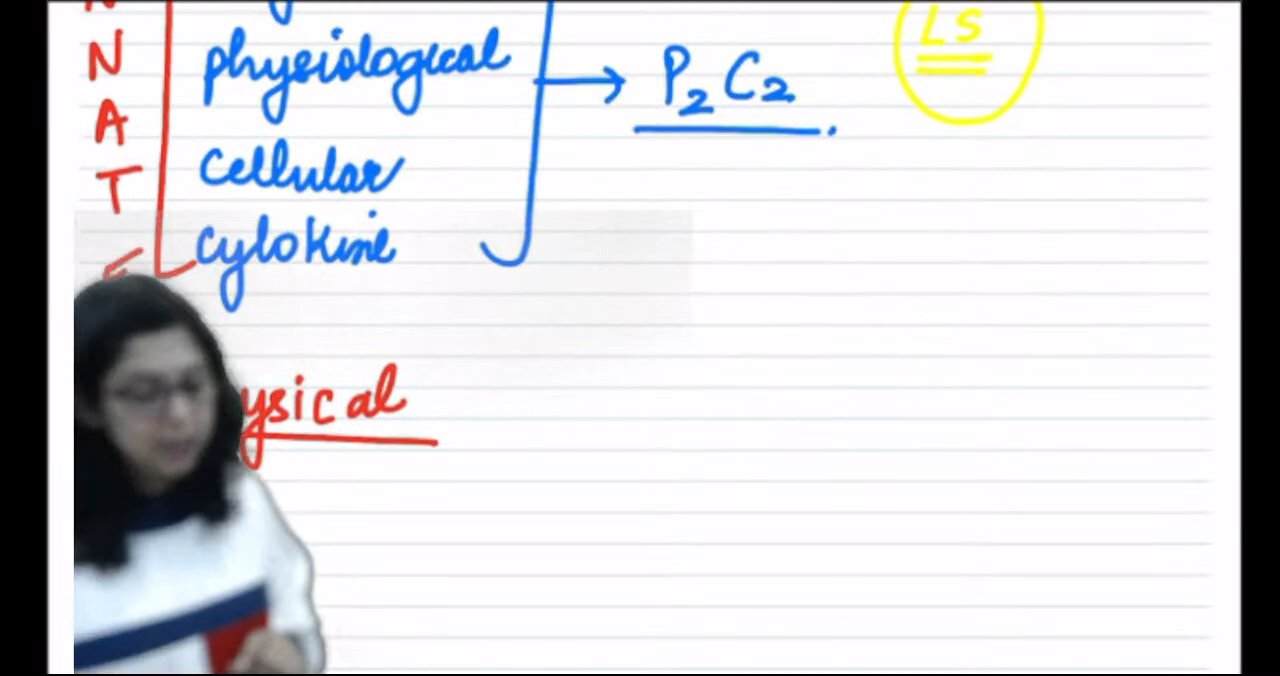 N
A
T
physiological
cellular
cytokine
P₂C₂.
LS
ysical